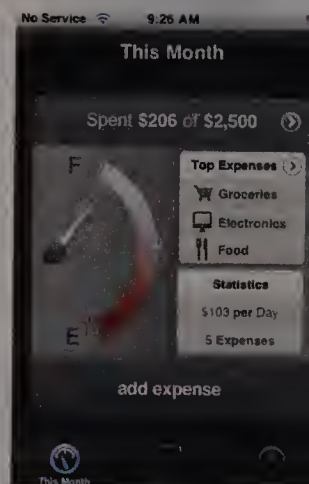 No Service 9:26 AM
This Month
Spent $206 of $2,500
F
E
Top Expenses
Groceries
Electronics
Food
Statistics
$103 per Day
5 Expenses
add expense
This Month